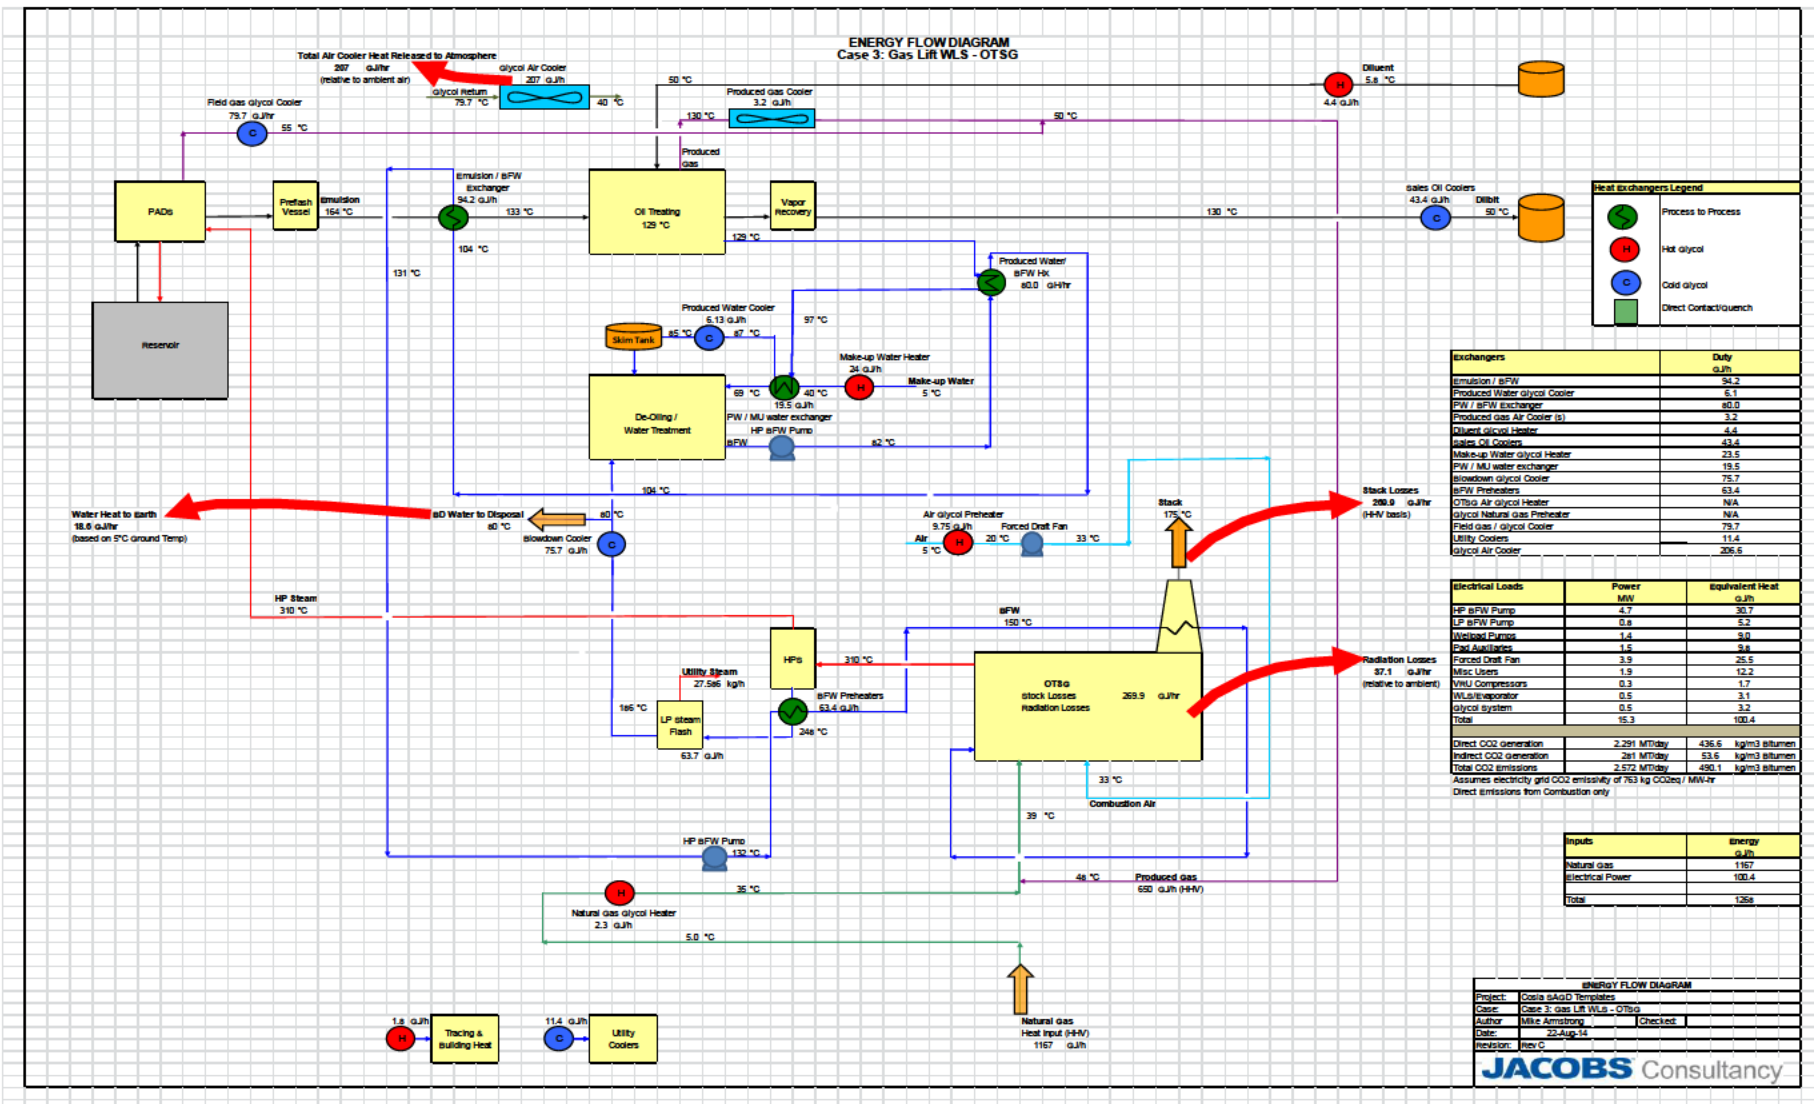 ENERGY FLOW DIAGRAM
Case 3: Gas Lift WLS - OTSG
Total Air Cooler Heat Released to Atmosphere
207 GJ/hr
(relative to ambient air)
Glycol Air Cooler
207 GJ/h
Glycol Return
79.7 °C
40 °C
Field Gas Glycol Cooler
79.7 GJ/hr
C
55 °C
50 °C
Produced Gas Cooler
3.2 GJ/h
130 °C
50 °C
Diluent
5.8 °C
H
4.4 GJ/h
Produced
Gas
PADs
Preflash
Vessel
Emulsion
164 °C
Emulsion / BFW
Exchanger
94.2 GJ/h
133 °C
104 °C
131 °C
Oil Treating
129 °C
Vapor
Recovery
129 °C
130 °C
Sales Oil Coolers
43.4 GJ/h
C
Dilbit
50 °C
Heat Exchangers Legend
Process to Process
H
Hot Glycol
C
Cold Glycol
Direct Contact/quench
Reservoir
Produced Water/
BFW HX
80.0 GH/hr
Produced Water Cooler
6.13 GJ/h
Skim Tank
85 °C
C
87 °C
97 °C
Make-up Water Heater
24 GJ/h
H
Make-up Water
5 °C
69 °C
40 °C
19.5 GJ/h
PW / MU water exchanger
De-Oiling /
Water Treatment
HP BFW Pump
BFW
82 °C
104 °C
Exchangers Duty
GJ/h
Emulsion / BFW 94.2
Produced Water Glycol Cooler 6.1
PW / BFW Exchanger 80.0
Produced Gas Air Cooler (s) 3.2
Diluent Glycol Heater 4.4
Sales Oil Coolers 43.4
Make-up Water Glycol Heater 23.5
PW / MU water exchanger 19.5
Blowdown Glycol Cooler 75.7
BFW Preheaters 63.4
OTSG Air Glycol Heater N/A
Glycol Natural Gas Preheater N/A
Field Gas / Glycol Cooler 79.7
Utility Coolers 11.4
Glycol Air Cooler 206.6
Water Heat to Earth
18.6 GJ/hr
(based on 5°C Ground Temp)
BD Water to Disposal
80 °C
80 °C
Blowdown Cooler
75.7 GJ/h
C
Air Glycol Preheater
9.75 GJ/h
Air
5 °C
H
20 °C
Forced Draft Fan
33 °C
Stack
175 °C
Stack Losses
269.9 GJ/hr
(HHV basis)
HP Steam
310 °C
BFW
150 °C
HPS
310 °C
Utility Steam
27,586 kg/h
186 °C
LP Steam
Flash
63.7 GJ/h
BFW Preheaters
63.4 GJ/h
248 °C
OTSG
Stock Losses 269.9 GJ/hr
Radiation Losses
Radiation Losses
37.1 GJ/hr
(relative to ambient)
Electrical Loads Power Equivalent Heat
MW GJ/h
HP BFW Pump 4.7 30.7
LP BFW Pump 0.8 5.2
Wellpad Pumps 1.4 9.0
Pad Auxiliaries 1.5 9.8
Forced Draft Fan 3.9 25.5
Misc Users 1.9 12.2
VRU Compressors 0.3 1.7
WLS/Evaporator 0.5 3.1
Glycol System 0.5 3.2
Total 15.3 100.4
Direct CO2 Generation 2,291 MT/day 436.6 kg/m3 Bitumen
Indirect CO2 Generation 281 MT/day 53.6 kg/m3 Bitumen
Total CO2 Emissions 2,572 MT/day 490.1 kg/m3 Bitumen
Assumes electricity grid CO2 emissivity of 763 kg CO2eq / MW-hr
Direct Emissions from Combustion only
33 °C
Combustion Air
39 °C
HP BFW Pump
132 °C
Inputs Energy
GJ/h
Natural Gas 1167
Electrical Power 100.4
Total 1268
48 °C
Produced Gas
650 GJ/h (HHV)
H
35 °C
Natural Gas Glycol Heater
2.3 GJ/h
5.0 °C
Natural Gas
Heat Input (HHV)
1167 GJ/h
1.8 GJ/h
H
Tracing &
Building Heat
11.4 GJ/h
C
Utility
Coolers
ENERGY FLOW DIAGRAM
Project: Cosia SAGD Templates
Case: Case 3: Gas Lift WLS - OTSG
Author Mike Armstrong Checked:
Date: 22-Aug-14
Revision: Rev C
JACOBS Consultancy